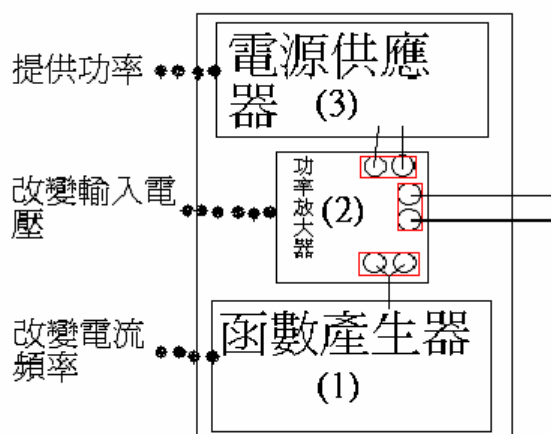 提供功率
電源供應
器 (3)
改變輸入電
壓
功率放大器
(2)
改變電流
頻率
函數產生器
(1)